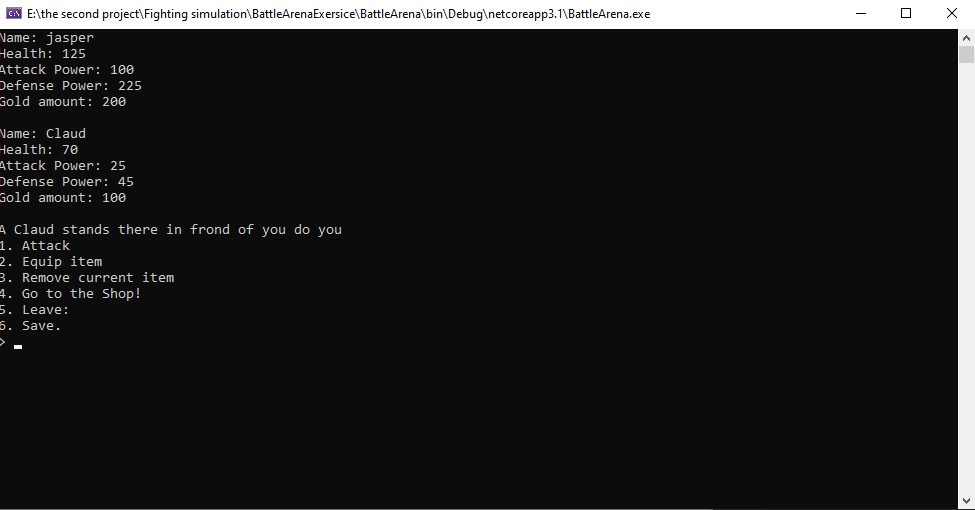 E:\the second project\Fighting simulation\BattleArenaExersice\BattleArena\bin\Debug\netcoreapp3.1\BattleArena.exe
Name: jasper
Health: 125
Attack Power: 100
Defense Power: 225
Gold amount: 200
Name: Claud
Health: 70
Attack Power: 25
Defense Power: 45
Gold amount: 100
A Claud stands there in frond of you do you
1. Attack
2. Equip item
3. Remove current item
4. Go to the Shop!
5. Leave:
6. Save.
>